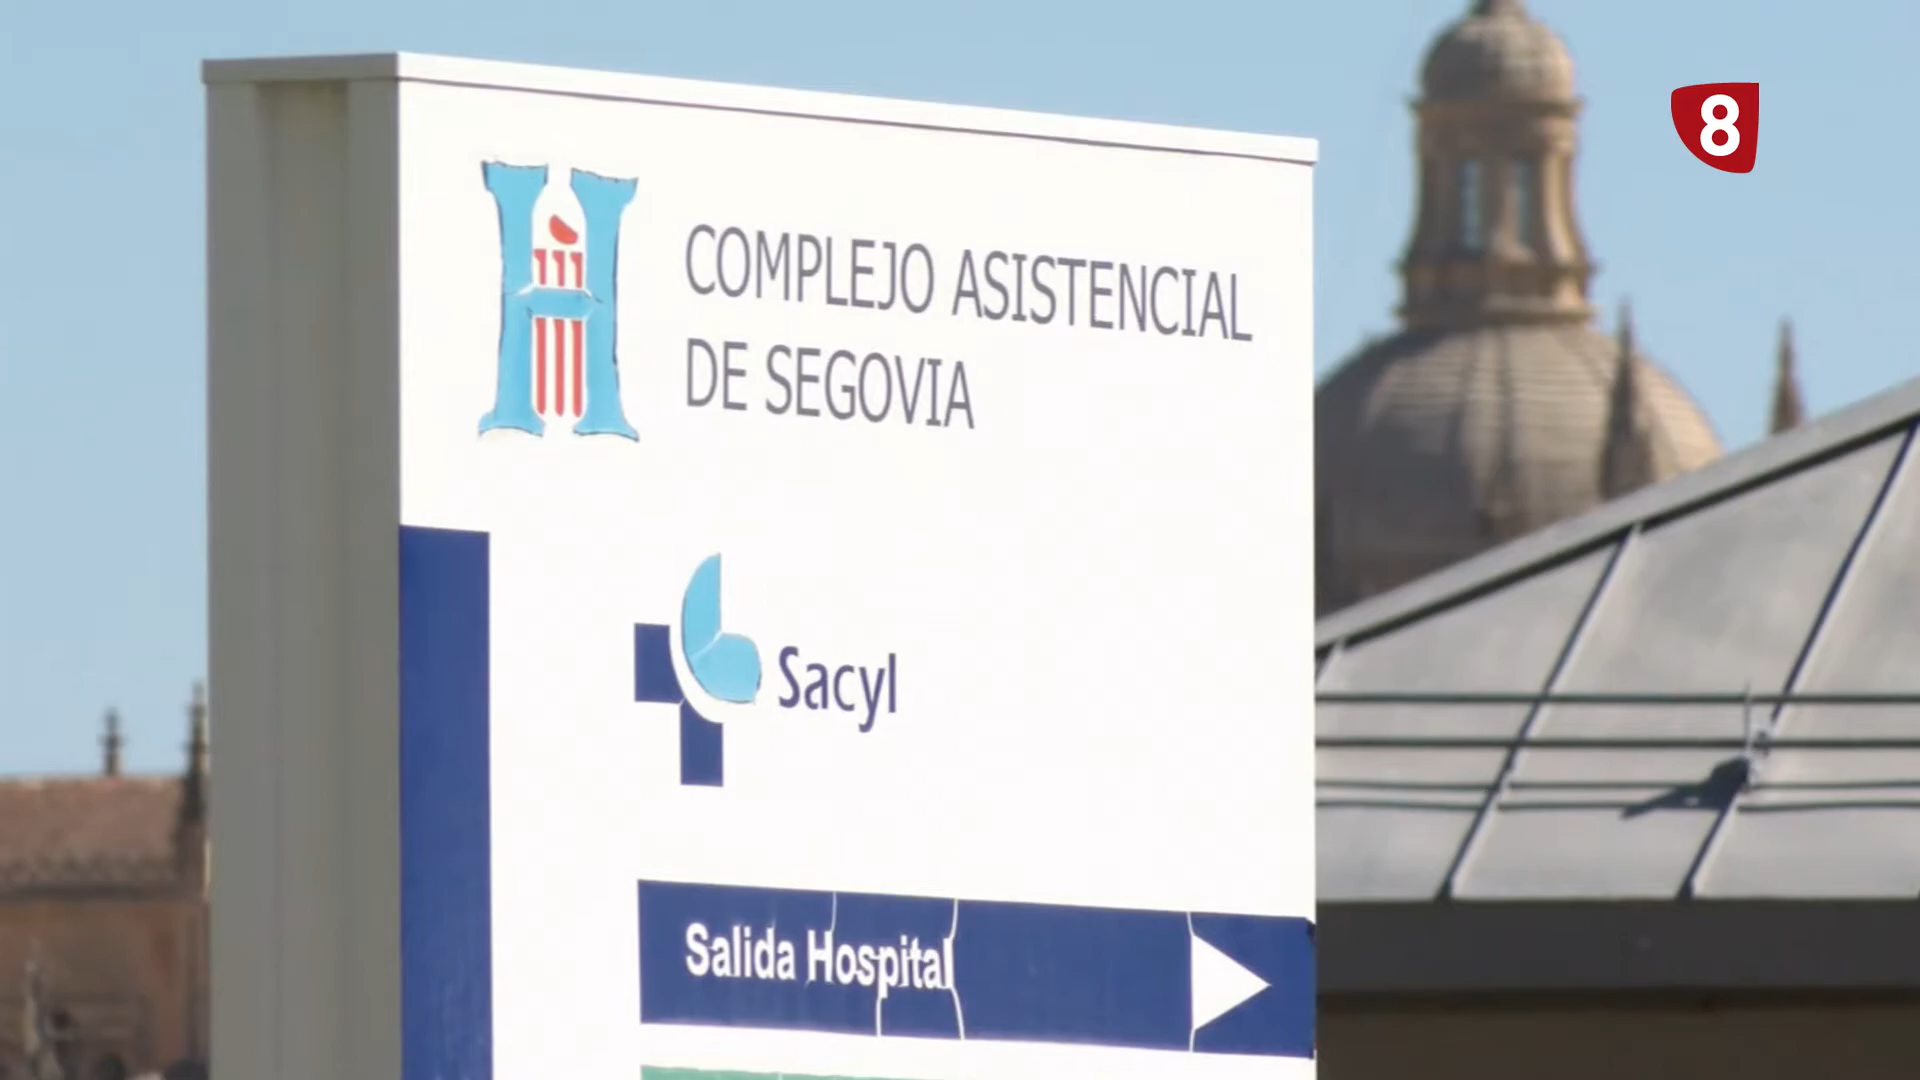 COMPLEJO ASISTENCIAL
DE SEGOVIA
Sacyl
Salida Hospital
8